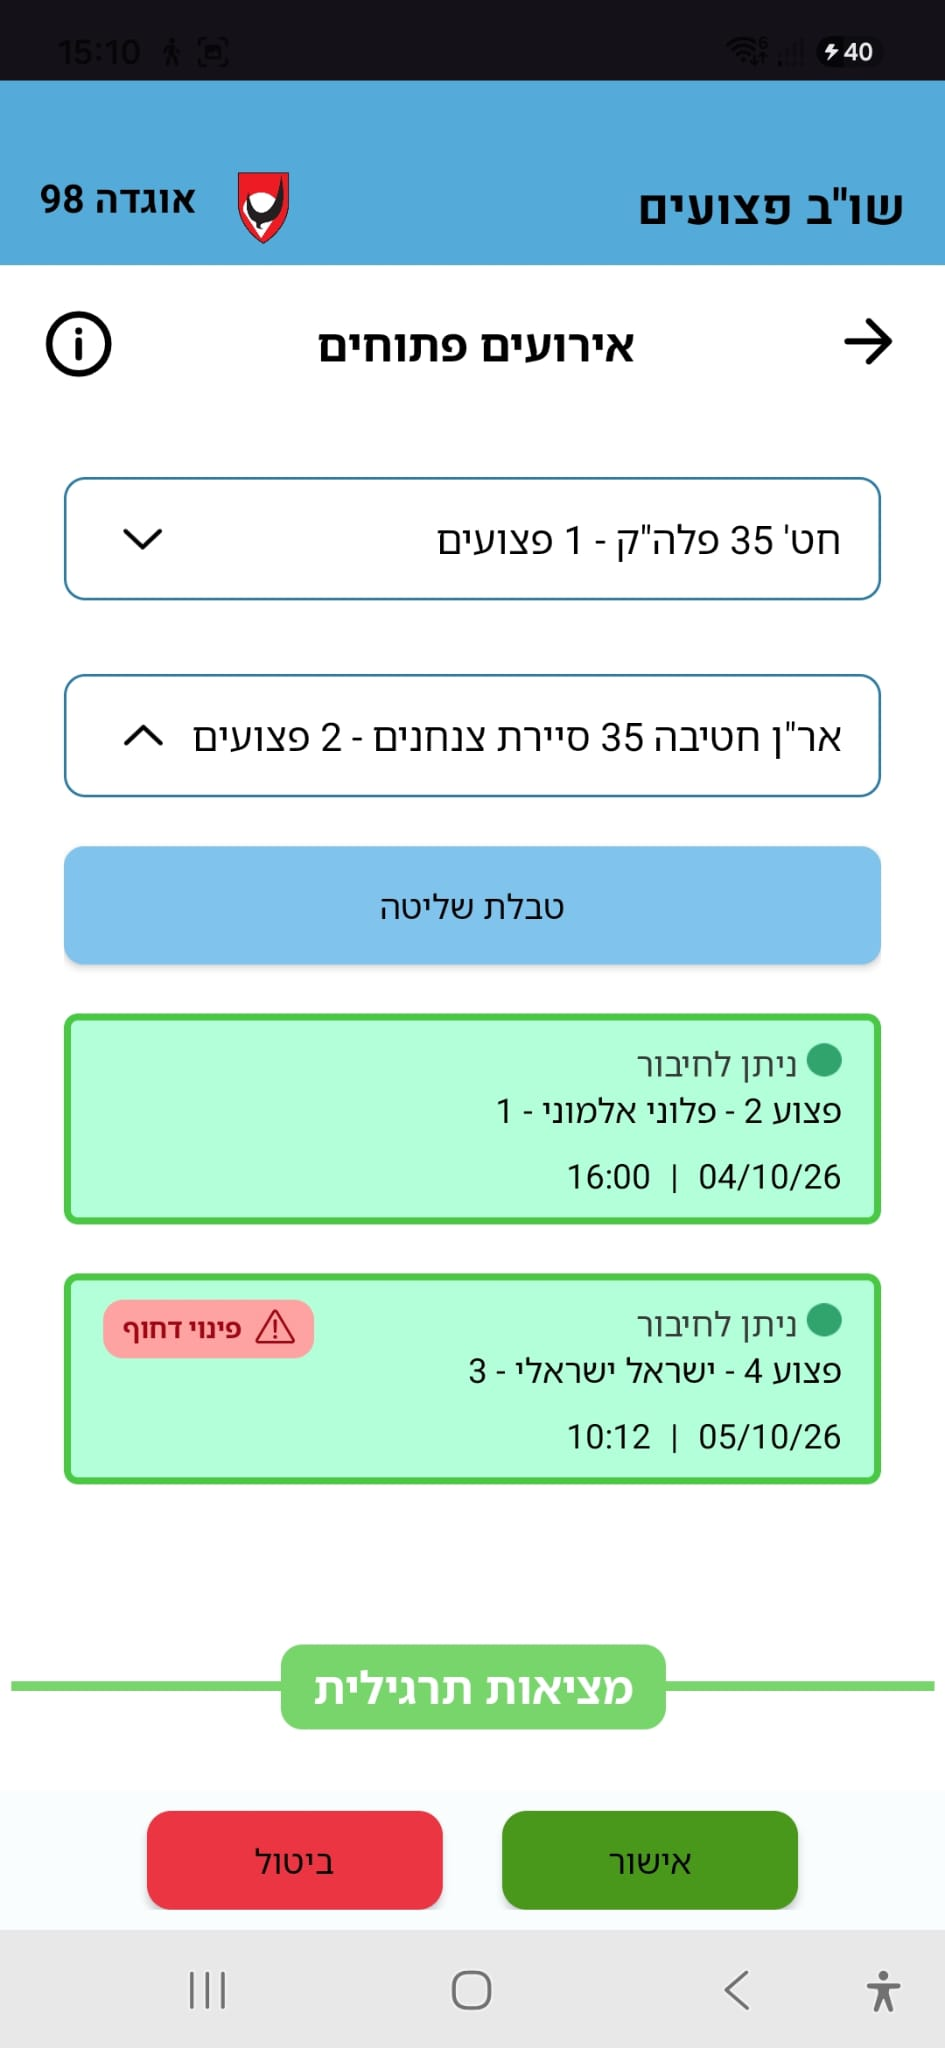 15:10
6
40
שו"ב פצועים
אוגדה 98
אירועים פתוחים
חט' 35 פלה"ק - 1 פצועים
אר"ן חטיבה 35 סיירת צנחנים - 2 פצועים
טבלת שליטה
ניתן לחיבור
פצוע 2 - פלוני אלמוני - 1
04/10/26 | 16:00
ניתן לחיבור
פינוי דחוף
פצוע 4 - ישראל ישראלי - 3
05/10/26 | 10:12
מציאות תרגילית
אישור
ביטול